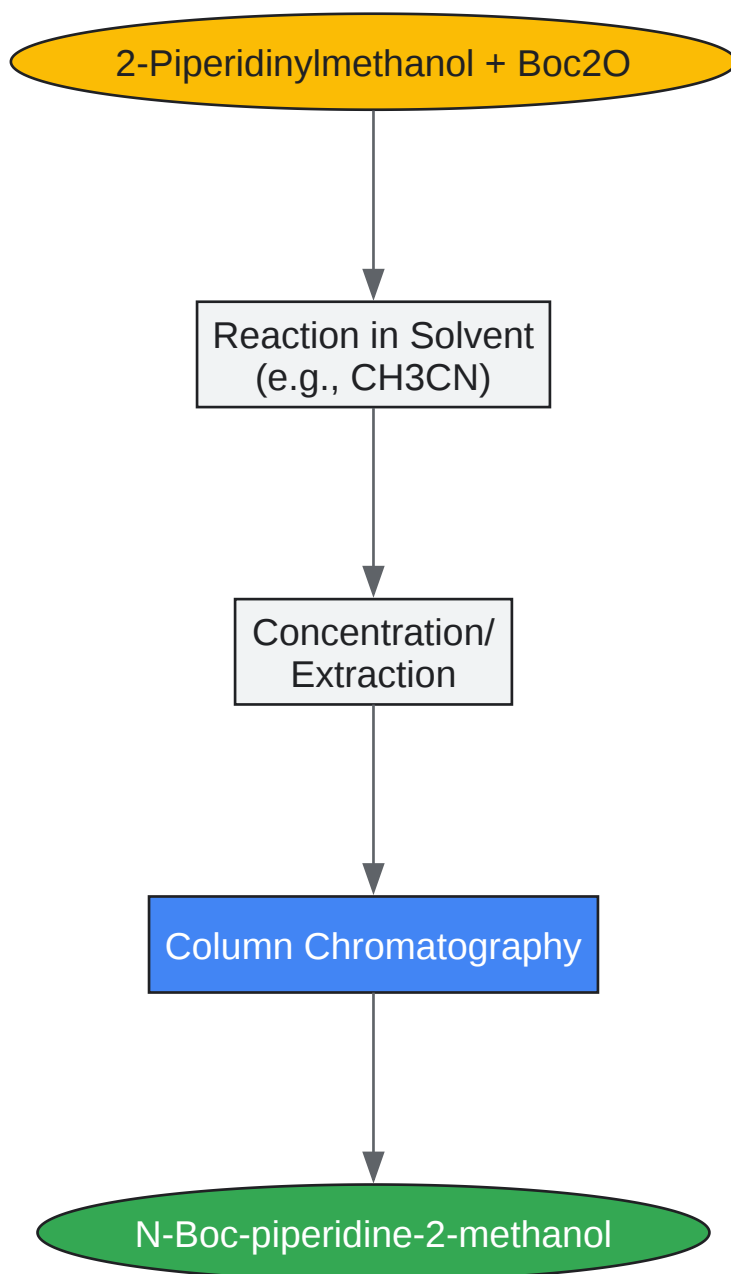 2-Piperidinylmethanol + Boc2O
Reaction in Solvent
(e.g., CH3CN)
Concentration/
Extraction
Column Chromatography
N-Boc-piperidine-2-methanol